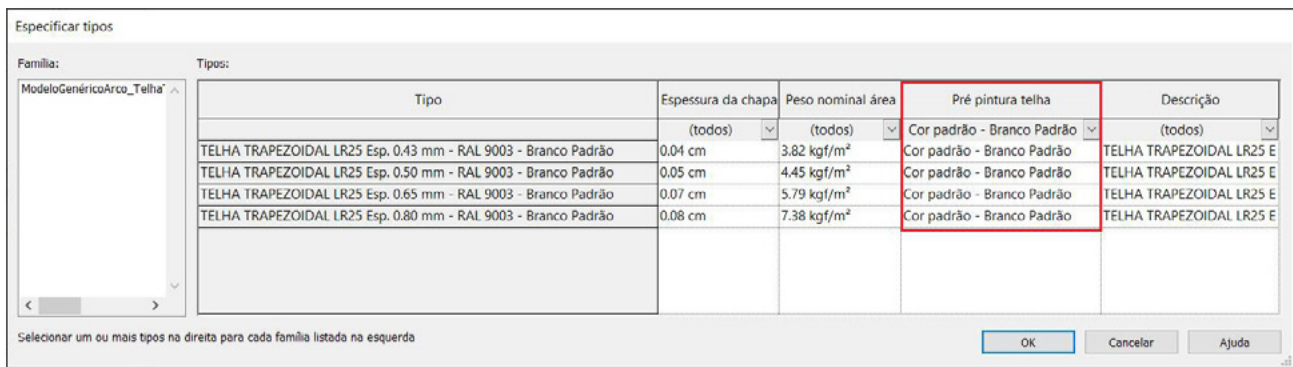 Especificar tipos
Família: Tipos:
ModeloGenéricoArco_Telha
Tipo Espessura da chapa Peso nominal área Pré pintura telha Descrição
(todos) (todos) Cor padrão - Branco Padrão (todos)
TELHA TRAPEZOIDAL LR25 Esp. 0.43 mm - RAL 9003 - Branco Padrão 0.04 cm 3.82 kgf/m² Cor padrão - Branco Padrão TELHA TRAPEZOIDAL LR25 E
TELHA TRAPEZOIDAL LR25 Esp. 0.50 mm - RAL 9003 - Branco Padrão 0.05 cm 4.45 kgf/m² Cor padrão - Branco Padrão TELHA TRAPEZOIDAL LR25 E
TELHA TRAPEZOIDAL LR25 Esp. 0.65 mm - RAL 9003 - Branco Padrão 0.07 cm 5.79 kgf/m² Cor padrão - Branco Padrão TELHA TRAPEZOIDAL LR25 E
TELHA TRAPEZOIDAL LR25 Esp. 0.80 mm - RAL 9003 - Branco Padrão 0.08 cm 7.38 kgf/m² Cor padrão - Branco Padrão TELHA TRAPEZOIDAL LR25 E
Selecionar um ou mais tipos na direita para cada família listada na esquerda
OK Cancelar Ajuda